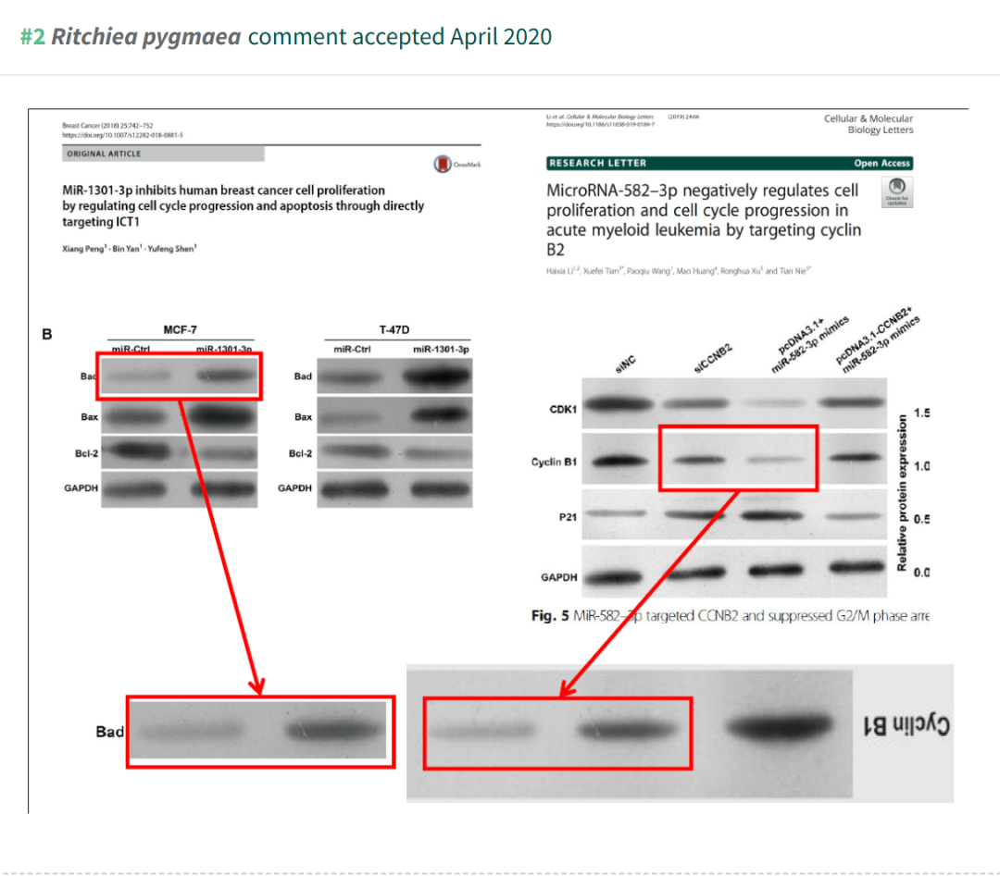 #2 Ritchiea pygmaea comment accepted April 2020
Breast Cancer (2018) 25:742–752
https://doi.org/10.1007/s12282-018-0881-5
ORIGINAL ARTICLE
CrossMark
MiR-1301-3p inhibits human breast cancer cell proliferation
by regulating cell cycle progression and apoptosis through directly
targeting ICT1
Xiang Peng1 · Bin Yan1 · Yufeng Shen1
Li et al. Cellular & Molecular Biology Letters (2019) 24:66
https://doi.org/10.1186/s11658-019-0184-7
Cellular & Molecular
Biology Letters
RESEARCH LETTER
Open Access
MicroRNA-582–3p negatively regulates cell
proliferation and cell cycle progression in
acute myeloid leukemia by targeting cyclin
B2
Check for
updates
Haixia Li1,2, Xuefei Tian3*, Paoqiu Wang1, Mao Huang4, Ronghua Xu5 and Tian Nie5*
B
MCF-7
miR-Ctrl miR-1301-3p
Bad
Bax
Bcl-2
GAPDH
T-47D
miR-Ctrl miR-1301-3p
Bad
Bax
Bcl-2
GAPDH
siNC
siCCNB2
pcDNA3.1+
miR-582-3p mimics
pcDNA3.1-CCNB2+
miR-582-3p mimics
CDK1
Cyclin B1
P21
GAPDH
Relative protein expression
1.5
1.0
0.5
0.0
Fig. 5 MiR-582–3p targeted CCNB2 and suppressed G2/M phase arre
Bad
Cyclin B1